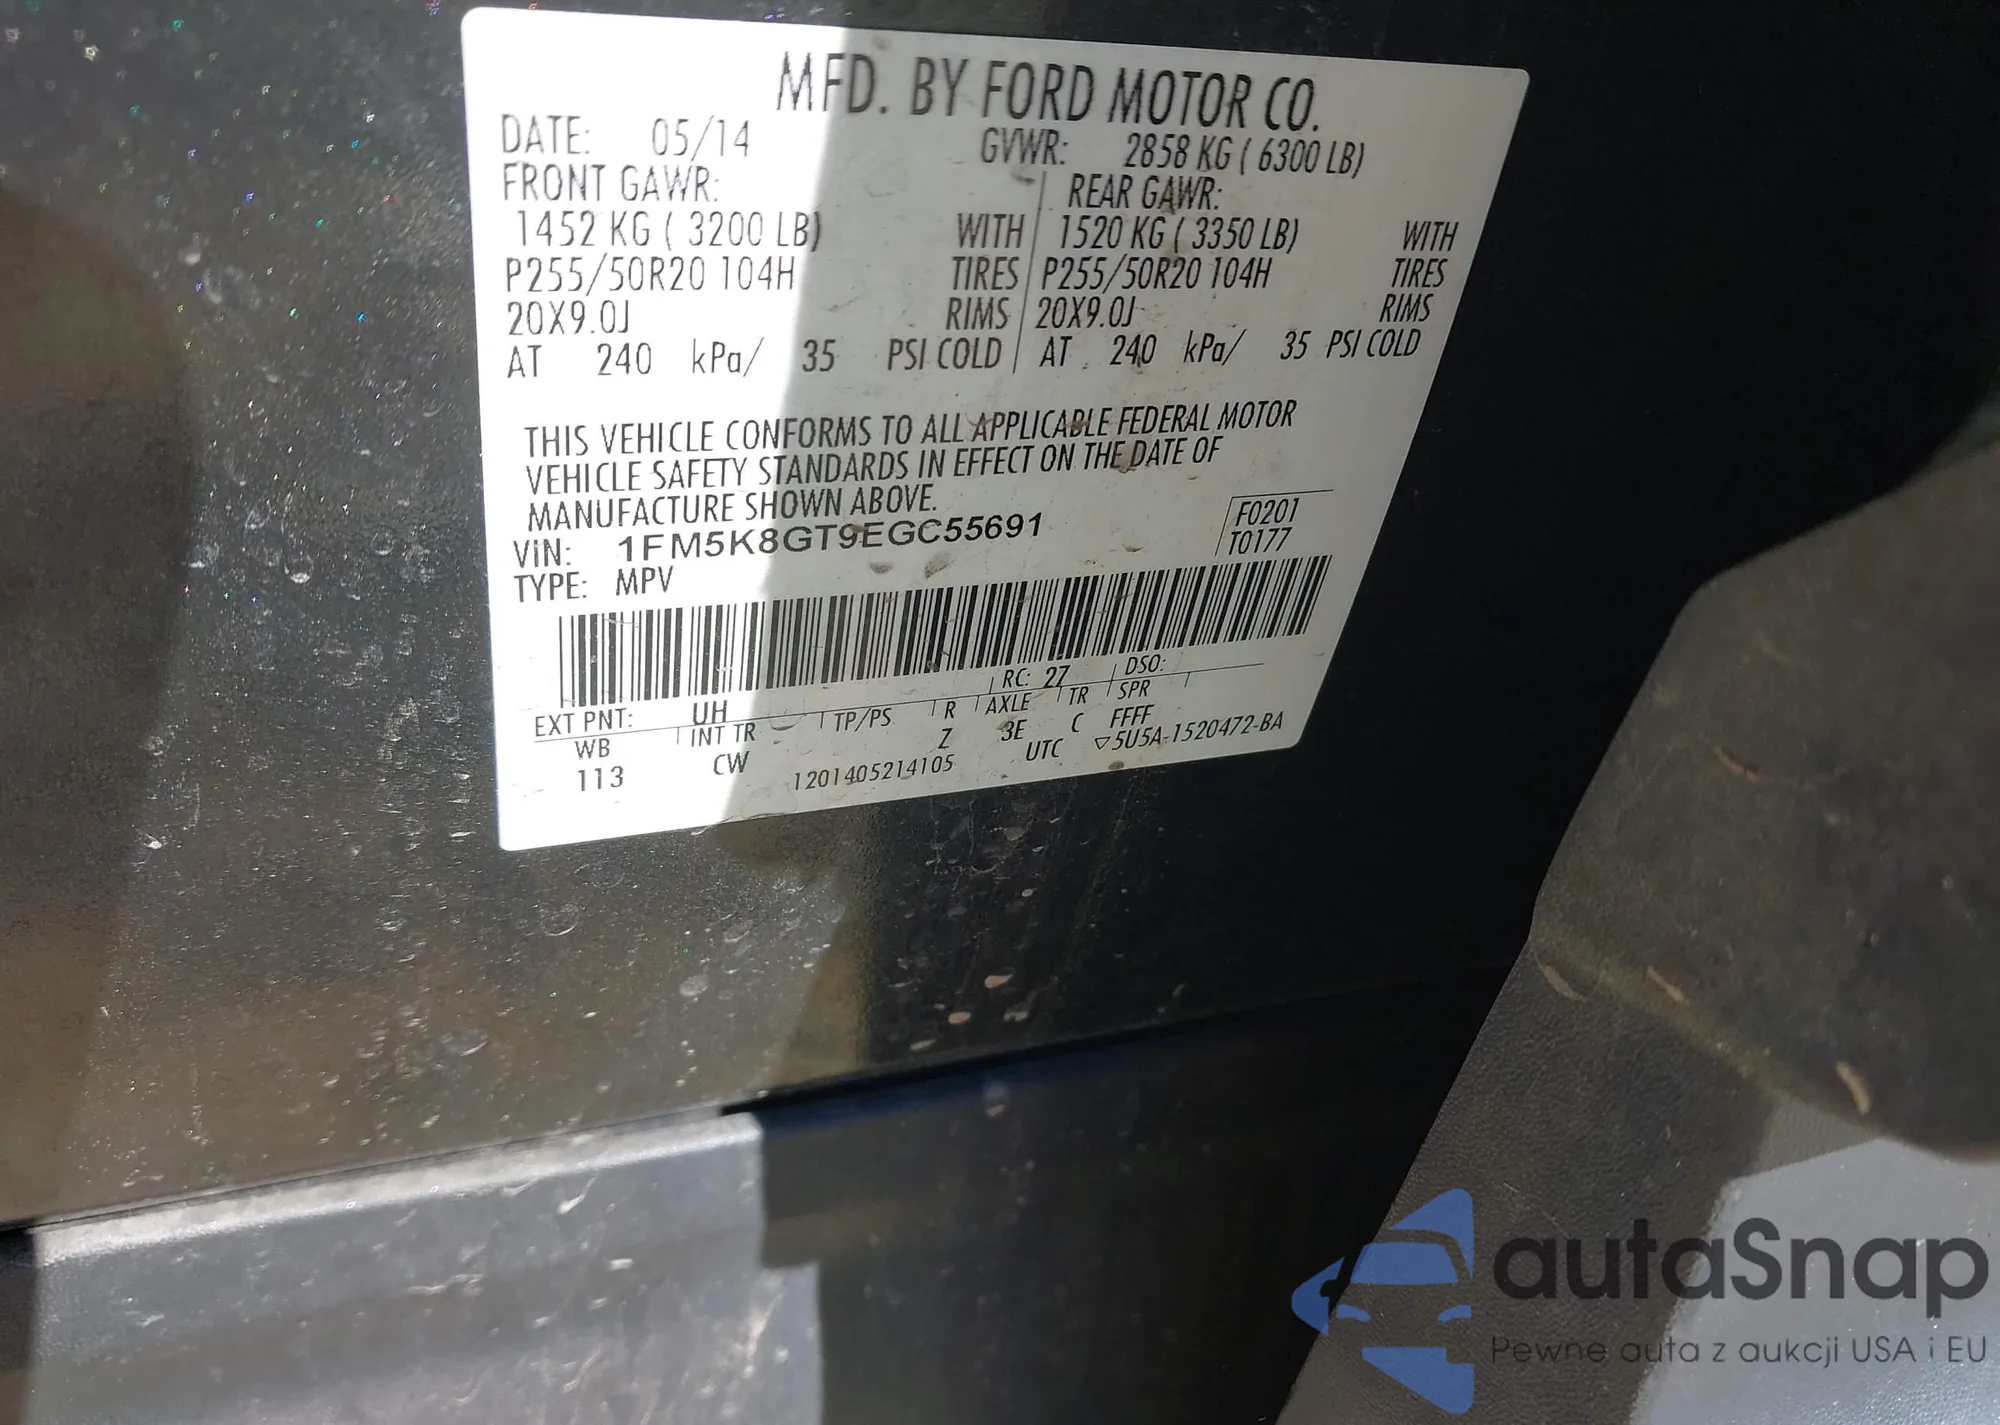 MFD. BY FORD MOTOR CO.
DATE: 05/14 GVWR: 2858 KG ( 6300 LB)
FRONT GAWR: REAR GAWR:
1452 KG ( 3200 LB) WITH 1520 KG ( 3350 LB) WITH
P255/50R20 104H TIRES P255/50R20 104H TIRES
20X9.0J RIMS 20X9.0J RIMS
AT 240 kPa/ 35 PSI COLD AT 240 kPa/ 35 PSI COLD
THIS VEHICLE CONFORMS TO ALL APPLICABLE FEDERAL MOTOR
VEHICLE SAFETY STANDARDS IN EFFECT ON THE DATE OF
MANUFACTURE SHOWN ABOVE.
VIN: 1FM5K8GT9EGC55691 F0201
TYPE: MPV T0177
EXT PNT: UH RC: 27 DSO:
WB INT TR TP/PS R AXLE TR SPR
113 CW Z 3E C FFFF
1201405214105 UTC ▽5U5A-1520472-BA
autaSnap
Pewne auta z aukcji USA i EU